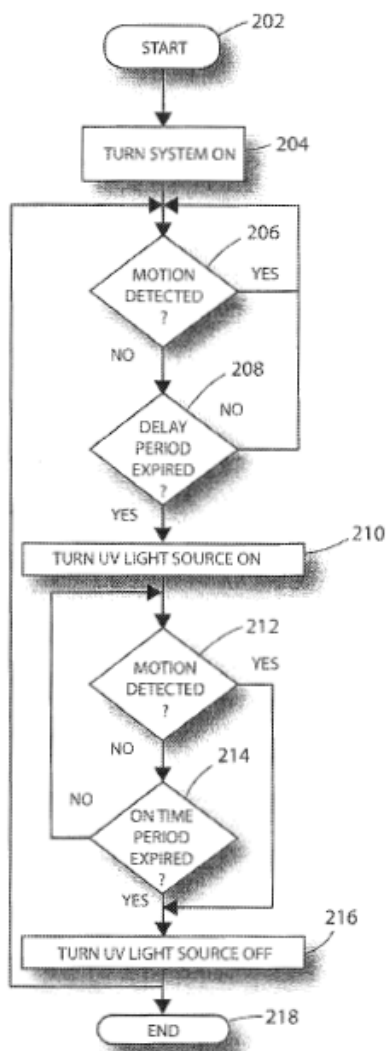 202
START
TURN SYSTEM ON
204
206
MOTION
DETECTED
?
YES
NO
208
DELAY
PERIOD
EXPIRED
?
NO
YES
TURN UV LIGHT SOURCE ON
210
212
MOTION
DETECTED
?
YES
NO
214
ON TIME
PERIOD
EXPIRED
?
NO
YES
TURN UV LIGHT SOURCE OFF
216
END
218